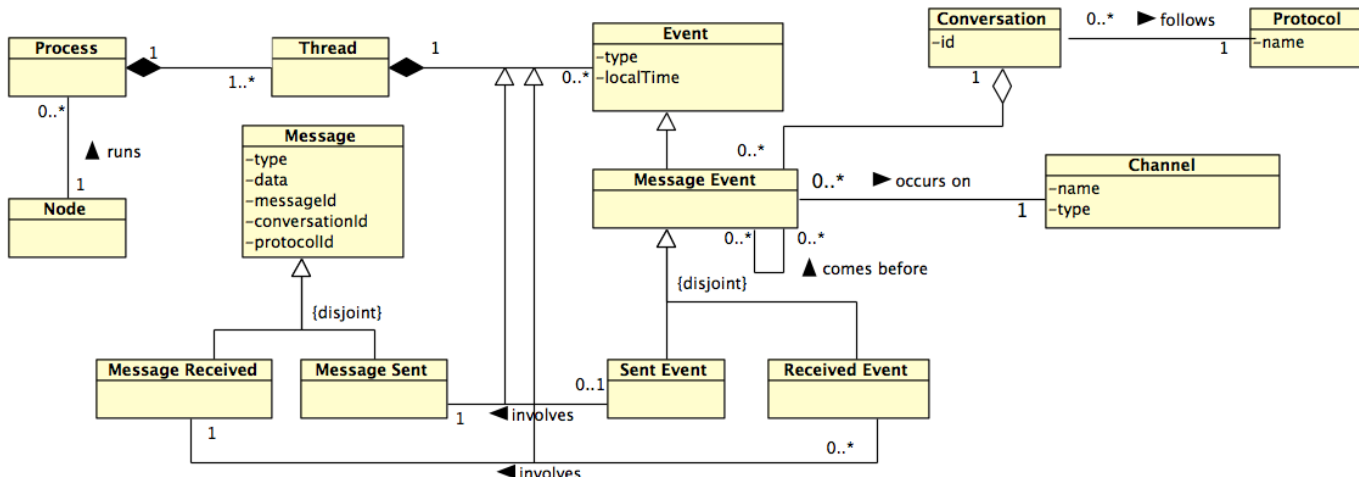 Process
1
1..*
Thread
1
0..*
Event
–type
–localTime
Conversation
–id
0..* follows
1
Protocol
–name
1
0..*
runs
1
Node
Message
–type
–data
–messageId
–conversationId
–protocolId
{disjoint}
0..*
Message Event
0..* occurs on
1
Channel
–name
–type
0..*
0..*
comes before
{disjoint}
Message Received
Message Sent
Sent Event
Received Event
0..1
1
involves
1
0..*
involves